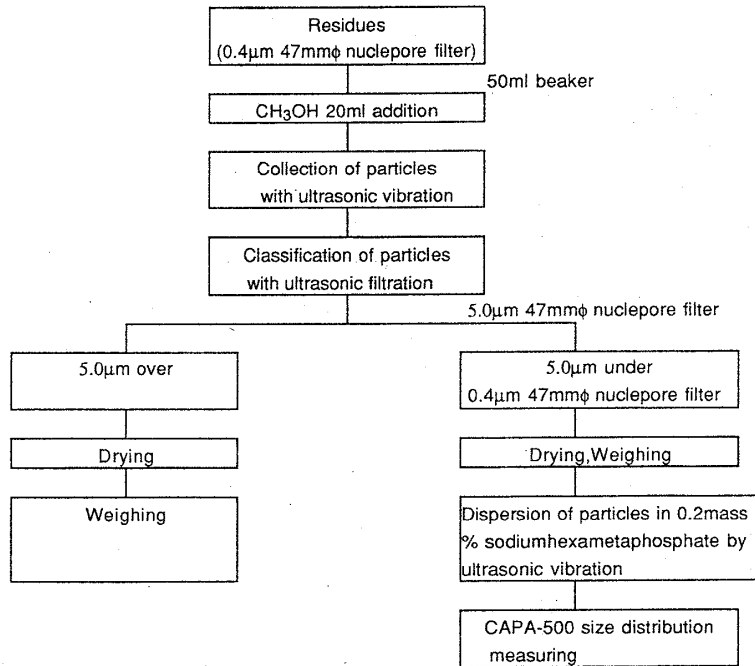 Residues
(0.4μm 47mmφ nuclepore filter)
50ml beaker
CH₃OH 20ml addition
Collection of particles
with ultrasonic vibration
Classification of particles
with ultrasonic filtration
5.0μm 47mmφ nuclepore filter
5.0μm over
5.0μm under
0.4μm 47mmφ nuclepore filter
Drying
Drying,Weighing
Weighing
Dispersion of particles in 0.2mass
% sodiumhexametaphosphate by
ultrasonic vibration
CAPA-500 size distribution
measuring